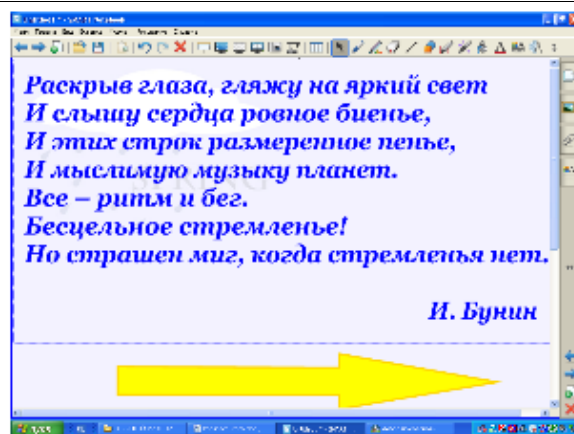 Раскрыв глаза, гляжу на яркий свет
И слышу сердца ровное биенье,
И этих строк размеренное пенье,
И мыслимую музыку планет.
Все – ритм и бег.
Бесцельное стремленье!
Но страшен миг, когда стремленья нет.
И. Бунин